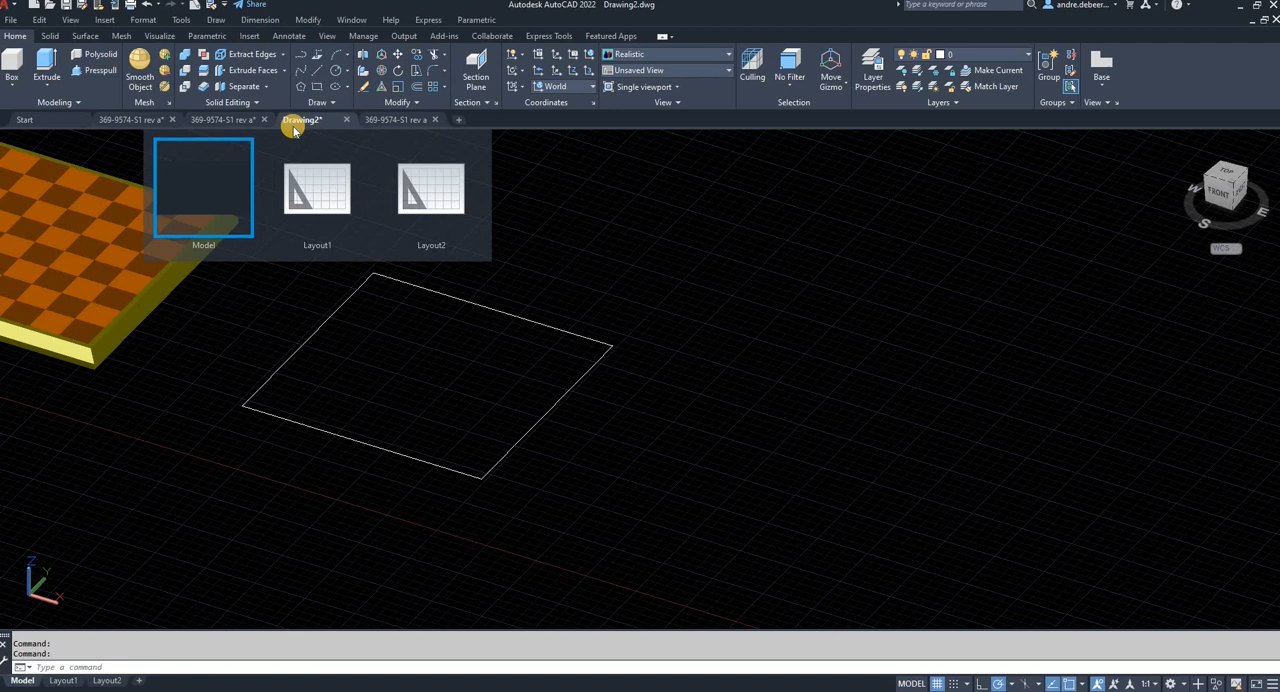 Share
Autodesk AutoCAD 2022 Drawing2.dwg
Type a keyword or phrase
andre.debeer...
File Edit View Insert Format Tools Draw Dimension Modify Window Help Express Parametric
Home Solid Surface Mesh Visualize Parametric Insert Annotate View Manage Output Add-ins Collaborate Express Tools Featured Apps
Box
Extrude
Polysolid
Presspull
Modeling
Smooth
Object
Mesh
Extract Edges
Extrude Faces
Separate
Solid Editing
Draw
Modify
Section
Plane
Section
World
Coordinates
Realistic
Unsaved View
Single viewport
View
Culling
No Filter
Move
Gizmo
Selection
Layer
Properties
0
Make Current
Match Layer
Layers
Group
Groups
Base
View
Start
369-9574-S1 rev a*
369-9574-S1 rev a*
Drawing2*
369-9574-S1 rev a
Model
Layout1
Layout2
TOP
FRONT
W
S
E
WCS
Z
Y
X
Command:
Command:
Type a command
Model Layout1 Layout2
MODEL
1:1